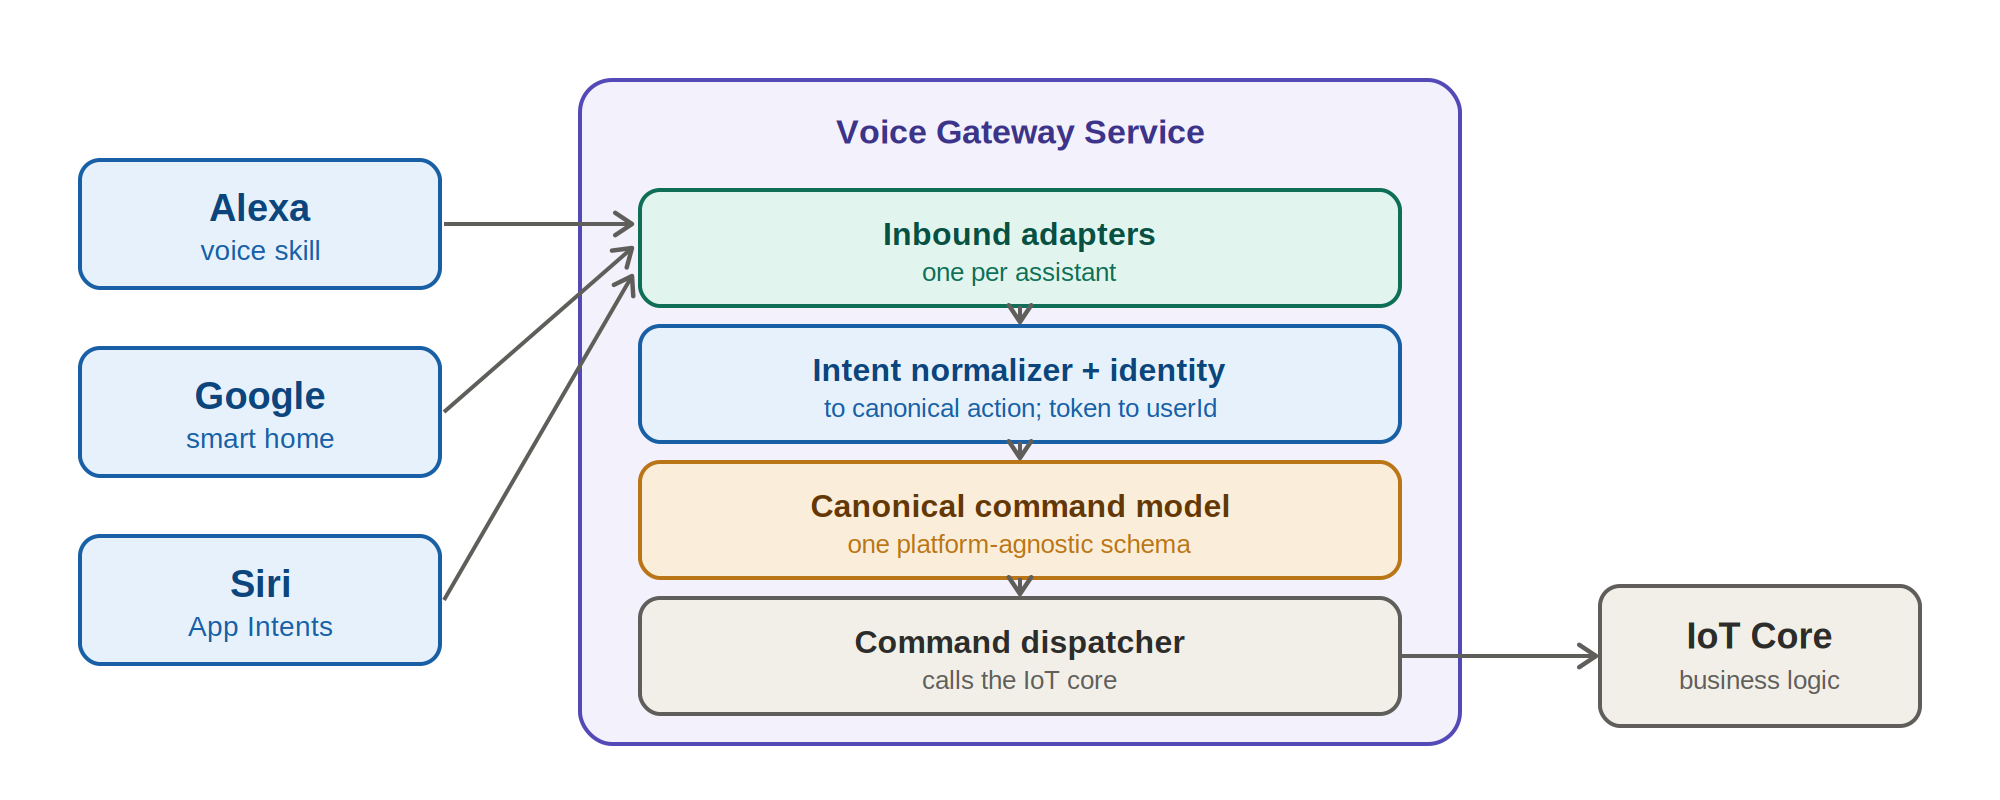 Voice Gateway Service
Alexa
voice skill
Google
smart home
Siri
App Intents
Inbound adapters
one per assistant
Intent normalizer + identity
to canonical action; token to userId
Canonical command model
one platform-agnostic schema
Command dispatcher
calls the IoT core
IoT Core
business logic